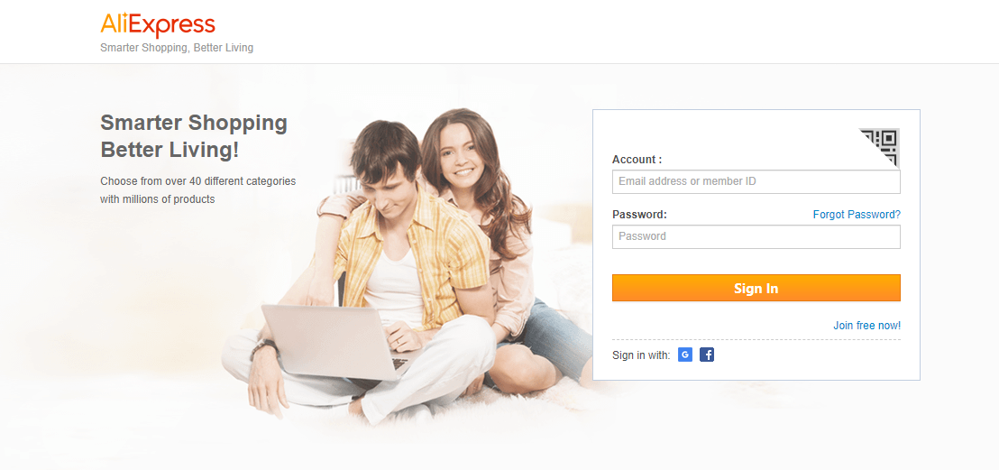 AliExpress
Smarter Shopping, Better Living
Smarter Shopping
Better Living!
Choose from over 40 different categories
with millions of products
Account :
Email address or member ID
Password: Forgot Password?
Password
Sign In
Join free now!
Sign in with: G f